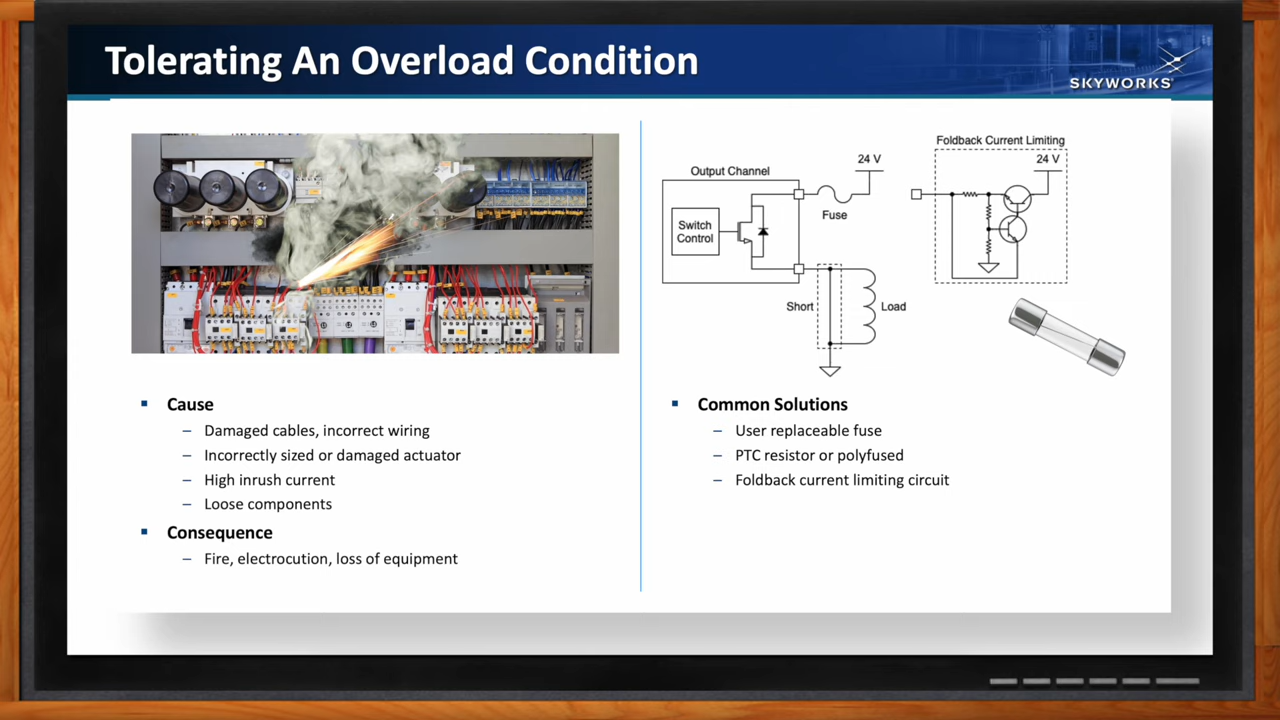 Tolerating An Overload Condition
SKYWORKS
Output Channel
Switch
Control
24 V
Fuse
Short
Load
Foldback Current Limiting
24 V
Cause
– Damaged cables, incorrect wiring
– Incorrectly sized or damaged actuator
– High inrush current
– Loose components
Consequence
– Fire, electrocution, loss of equipment
Common Solutions
– User replaceable fuse
– PTC resistor or polyfused
– Foldback current limiting circuit